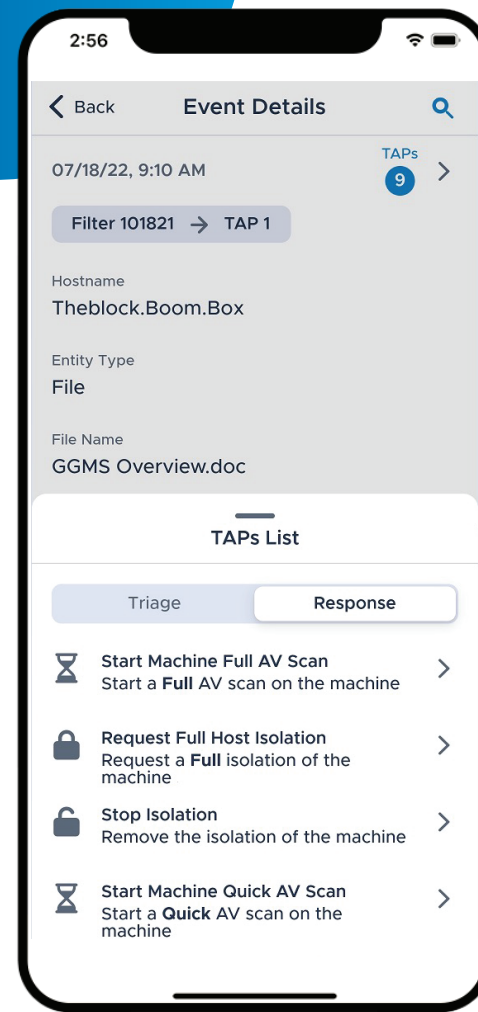 2:56
Back
Event Details
07/18/22, 9:10 AM
TAPs
9
Filter 101821 → TAP 1
Hostname
Theblock.Boom.Box
Entity Type
File
File Name
GGMS Overview.doc
TAPs List
Triage
Response
Start Machine Full AV Scan
Start a Full AV scan on the machine
Request Full Host Isolation
Request a Full isolation of the
machine
Stop Isolation
Remove the isolation of the machine
Start Machine Quick AV Scan
Start a Quick AV scan on the
machine